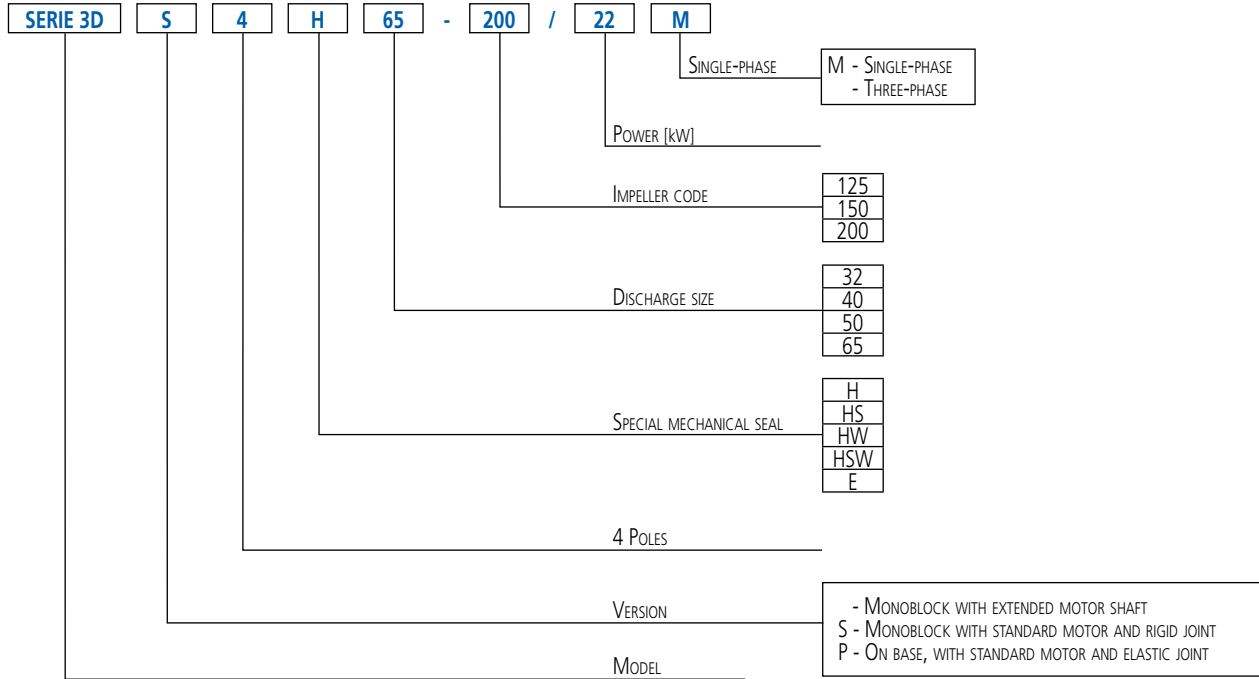 SERIE 3D S 4 H 65 - 200 / 22 M
Single-phase
M - Single-phase
- Three-phase
Power [kW]
Impeller code
125
150
200
Discharge size
32
40
50
65
Special mechanical seal
H
HS
HW
HSW
E
4 Poles
Version
- Monoblock with extended motor shaft
S - Monoblock with standard motor and rigid joint
P - On base, with standard motor and elastic joint
Model